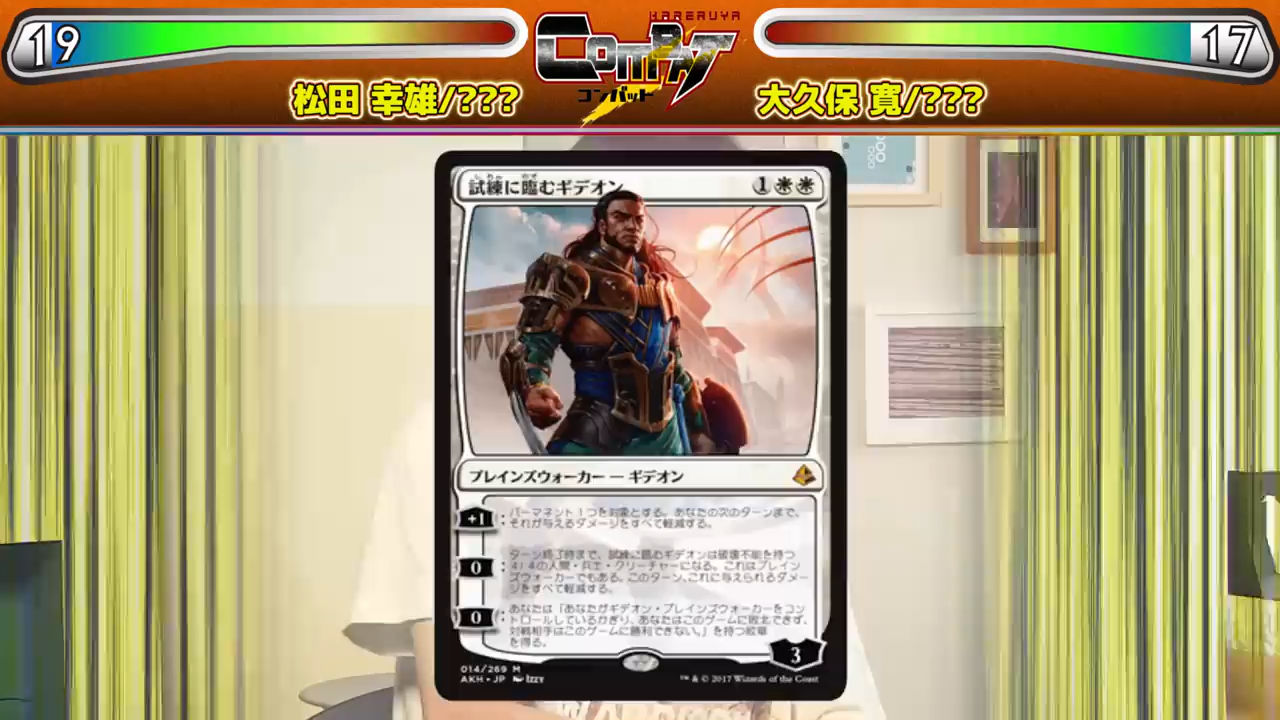 19
HARERUYA
COMBAT
コンバット
17
松田 幸雄/???
大久保 寛/???
試練に臨むギデオン
1
プレインズウォーカー — ギデオン
+1
:パーマネント1つを対象とする。あなたの次のターンまで、
それが与えるダメージをすべて軽減する。
0
ターン終了時まで、試練に臨むギデオンは破壊不能を持つ
:4/4の人間・兵士・クリーチャーになる。これはプレイン
ズウォーカーでもある。このターン、これに与えられるダメー
ジをすべて軽減する。
0
:あなたは「あなたがギデオン・プレインズウォーカーをコン
トロールしているかぎり、あなたはこのゲームに敗北できず、
対戦相手はこのゲームに勝利できない。」を持つ紋章
を得る。
3
014/269 M
AKH • JP Izzy
™ & © 2017 Wizards of the Coast